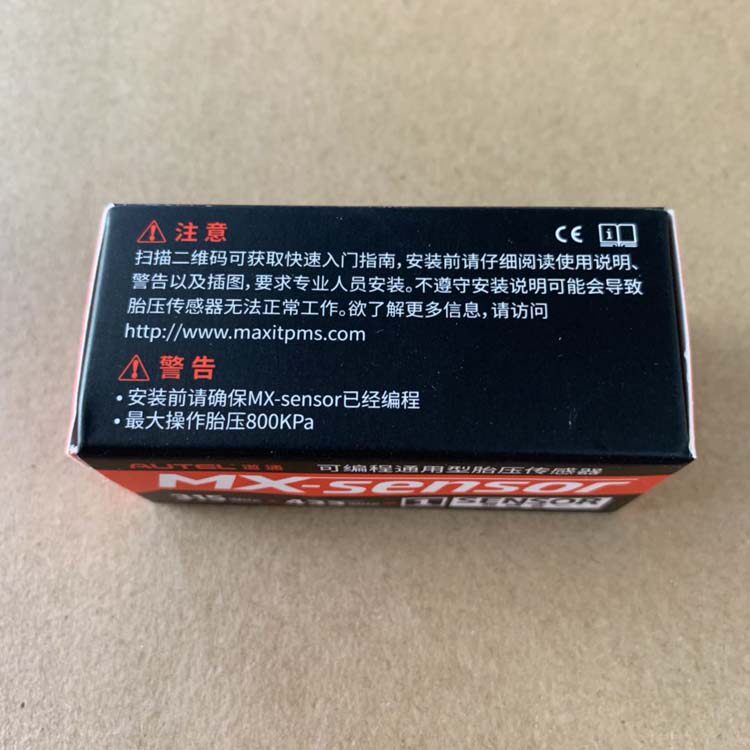 注意
扫描二维码可获取快速入门指南,安装前请仔细阅读使用说明、
警告以及插图,要求专业人员安装。不遵守安装说明可能会导致
胎压传感器无法正常工作。欲了解更多信息,请访问
http://www.maxitpms.com
警告
• 安装前请确保MX-sensor已经编程
• 最大操作胎压800KPa
AUTEL 道通 可编程通用型胎压传感器
MX-sensor
315 433 1 SENSOR